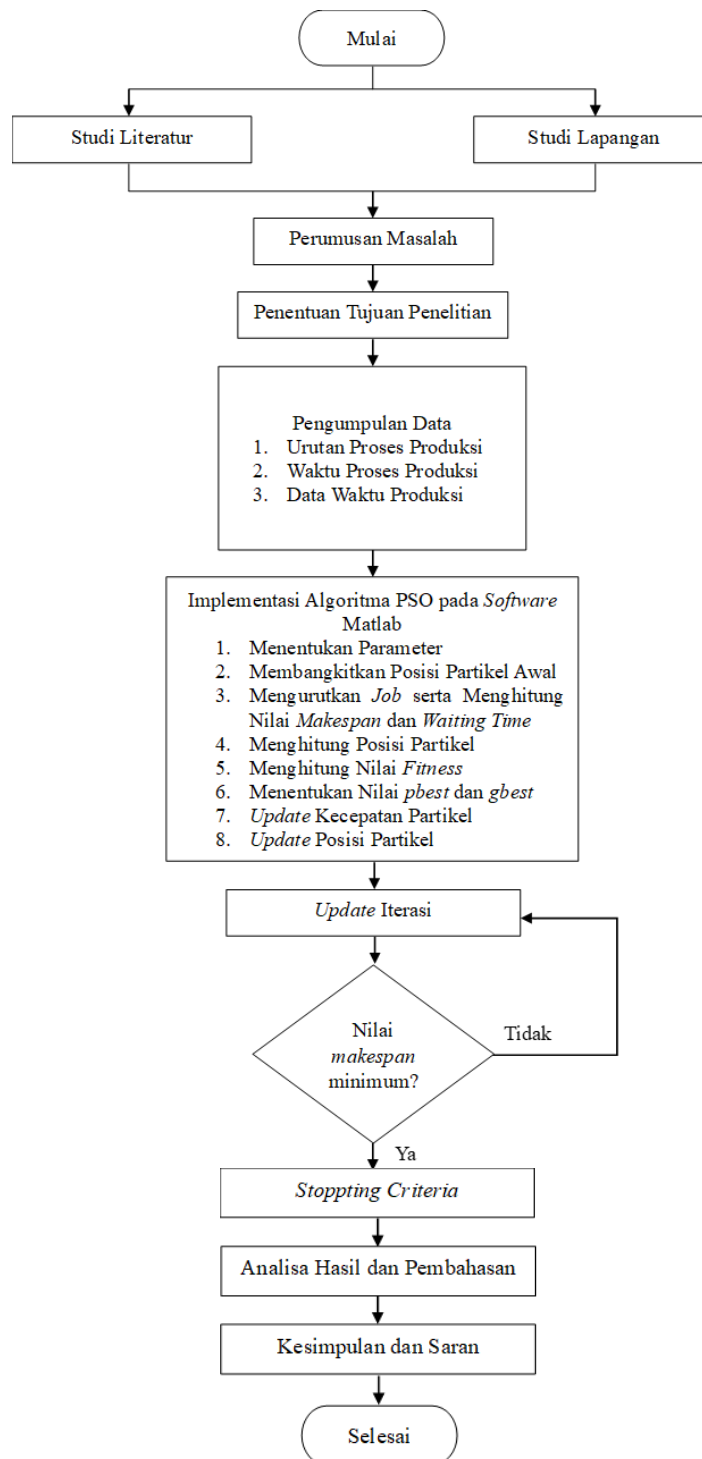 Mulai
Studi Literatur
Studi Lapangan
Perumusan Masalah
Penentuan Tujuan Penelitian
Pengumpulan Data
1. Urutan Proses Produksi
2. Waktu Proses Produksi
3. Data Waktu Produksi
Implementasi Algoritma PSO pada Software
Matlab
1. Menentukan Parameter
2. Membangkitkan Posisi Partikel Awal
3. Mengurutkan Job serta Menghitung
Nilai Makespan dan Waiting Time
4. Menghitung Posisi Partikel
5. Menghitung Nilai Fitness
6. Menentukan Nilai pbest dan gbest
7. Update Kecepatan Partikel
8. Update Posisi Partikel
Update Iterasi
Nilai
makespan
minimum?
Tidak
Ya
Stoppting Criteria
Analisa Hasil dan Pembahasan
Kesimpulan dan Saran
Selesai